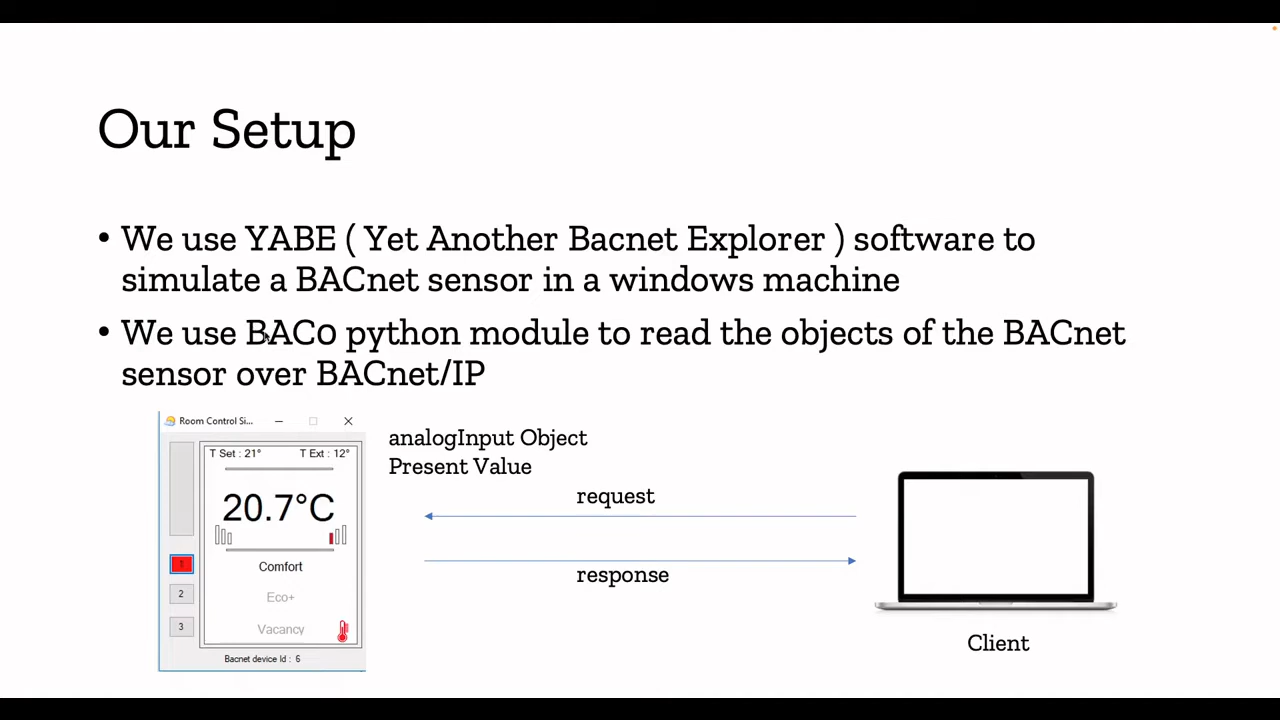 Our Setup
• We use YABE ( Yet Another Bacnet Explorer ) software to
simulate a BACnet sensor in a windows machine
• We use BAC0 python module to read the objects of the BACnet
sensor over BACnet/IP
Room Control Si...
T Set : 21° T Ext : 12°
20.7°C
1
Comfort
2
Eco+
3
Vacancy
Bacnet device Id : 6
analogInput Object
Present Value
request
response
Client